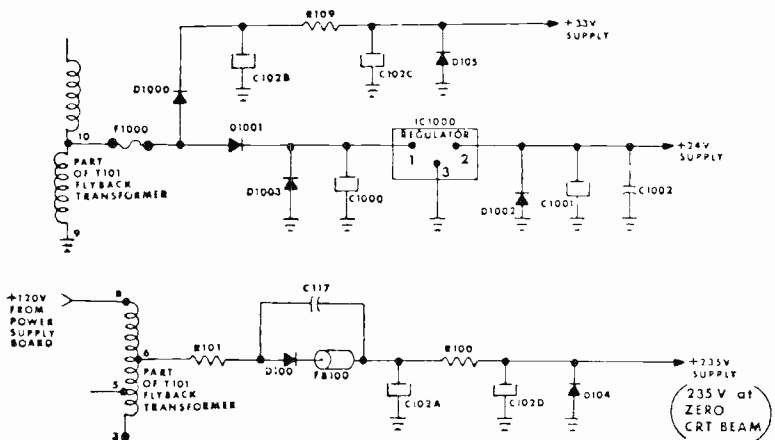 R109
+33V
SUPPLY
D1000
C102B
C102C
D105
10
F1000
D1001
IC1000
REGULATOR
1
2
3
+24V
SUPPLY
PART
OF T101
FLYBACK
TRANSFORMER
9
D1003
C1000
D1002
C1001
C1002
+120V
FROM
POWER
SUPPLY
BOARD
8
C117
R101
6
D100
FB100
R100
+235V
SUPPLY
PART
OF T101
FLYBACK
TRANSFORMER
5
3
C102A
C102D
D104
(235V at
ZERO
CRT BEAM)